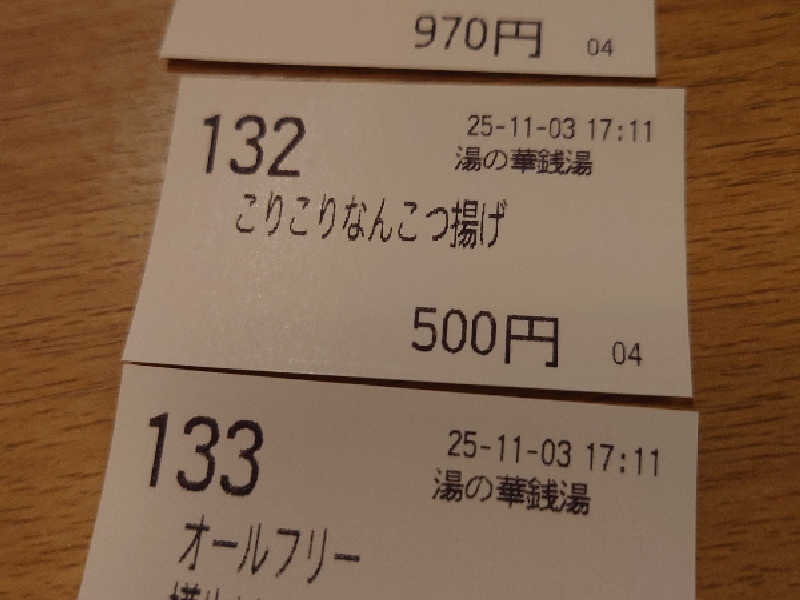 970円 04
132 25-11-03 17:11
湯の華銭湯
こりこりなんこつ揚げ
500円 04
133 25-11-03 17:11
湯の華銭湯
オールフリー